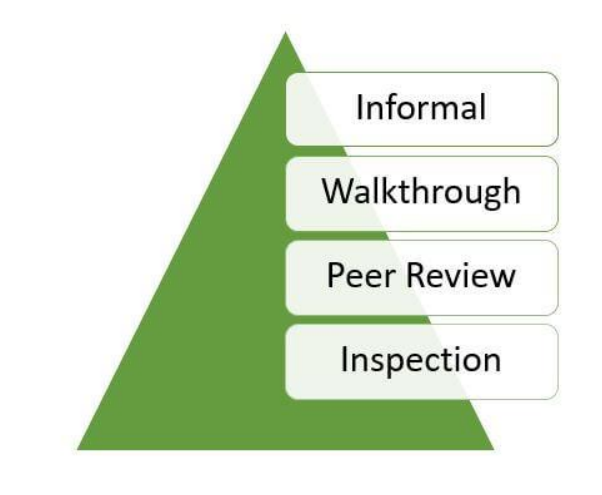 Informal
Walkthrough
Peer Review
Inspection